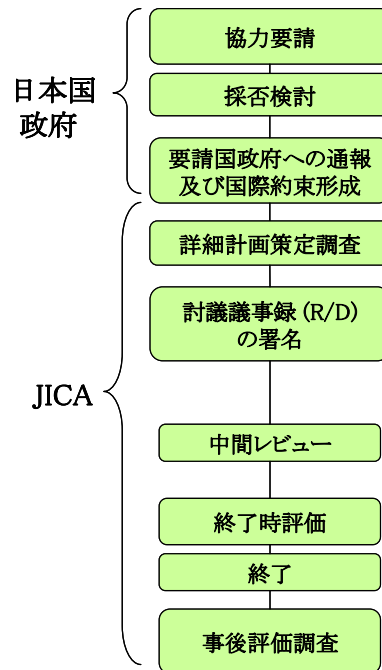 協力要請
日本国
政府
採否検討
要請国政府への通報
及び国際約束形成
詳細計画策定調査
討議議事録 (R/D)
の署名
JICA
中間レビュー
終了時評価
終了
事後評価調査